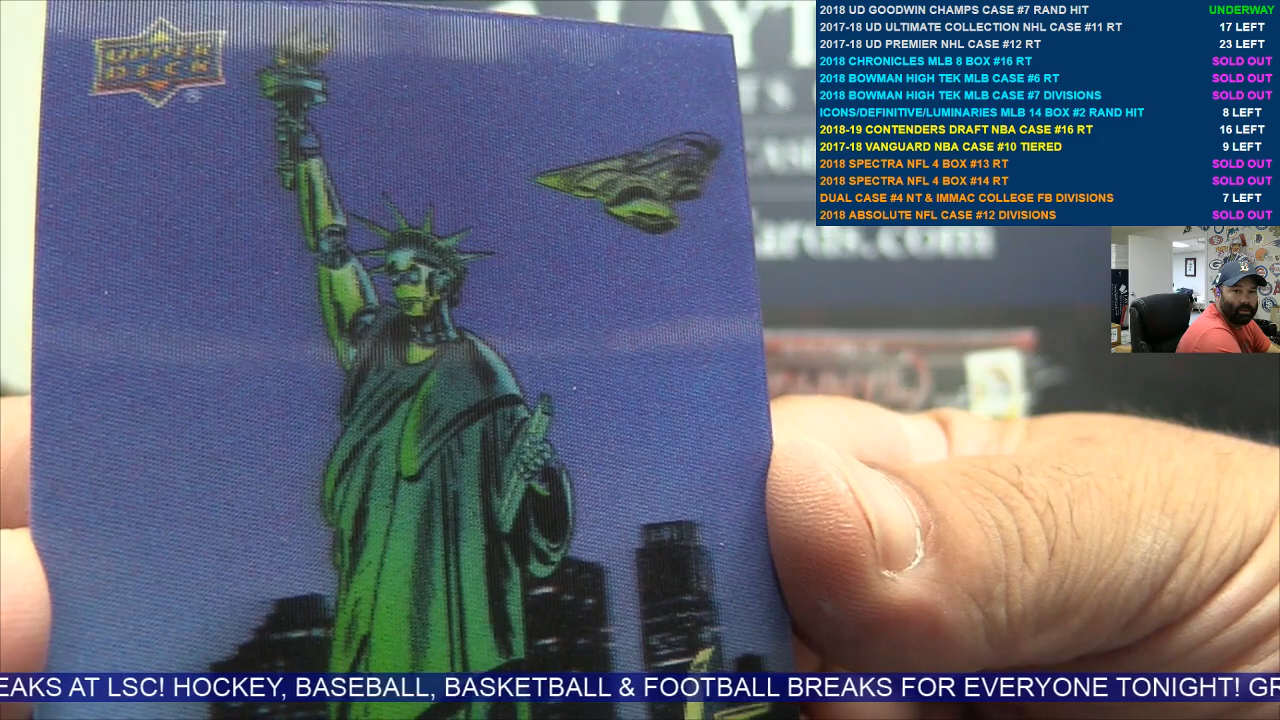 UPPER
DECK
2018 UD GOODWIN CHAMPS CASE #7 RAND HIT UNDERWAY
2017-18 UD ULTIMATE COLLECTION NHL CASE #11 RT 17 LEFT
2017-18 UD PREMIER NHL CASE #12 RT 23 LEFT
2018 CHRONICLES MLB 8 BOX #16 RT SOLD OUT
2018 BOWMAN HIGH TEK MLB CASE #6 RT SOLD OUT
2018 BOWMAN HIGH TEK MLB CASE #7 DIVISIONS SOLD OUT
ICONS/DEFINITIVE/LUMINARIES MLB 14 BOX #2 RAND HIT 8 LEFT
2018-19 CONTENDERS DRAFT NBA CASE #16 RT 16 LEFT
2017-18 VANGUARD NBA CASE #10 TIERED 9 LEFT
2018 SPECTRA NFL 4 BOX #13 RT SOLD OUT
2018 SPECTRA NFL 4 BOX #14 RT SOLD OUT
DUAL CASE #4 NT & IMMAC COLLEGE FB DIVISIONS 7 LEFT
2018 ABSOLUTE NFL CASE #12 DIVISIONS SOLD OUT
EAKS AT LSC! HOCKEY, BASEBALL, BASKETBALL & FOOTBALL BREAKS FOR EVERYONE TONIGHT! GR